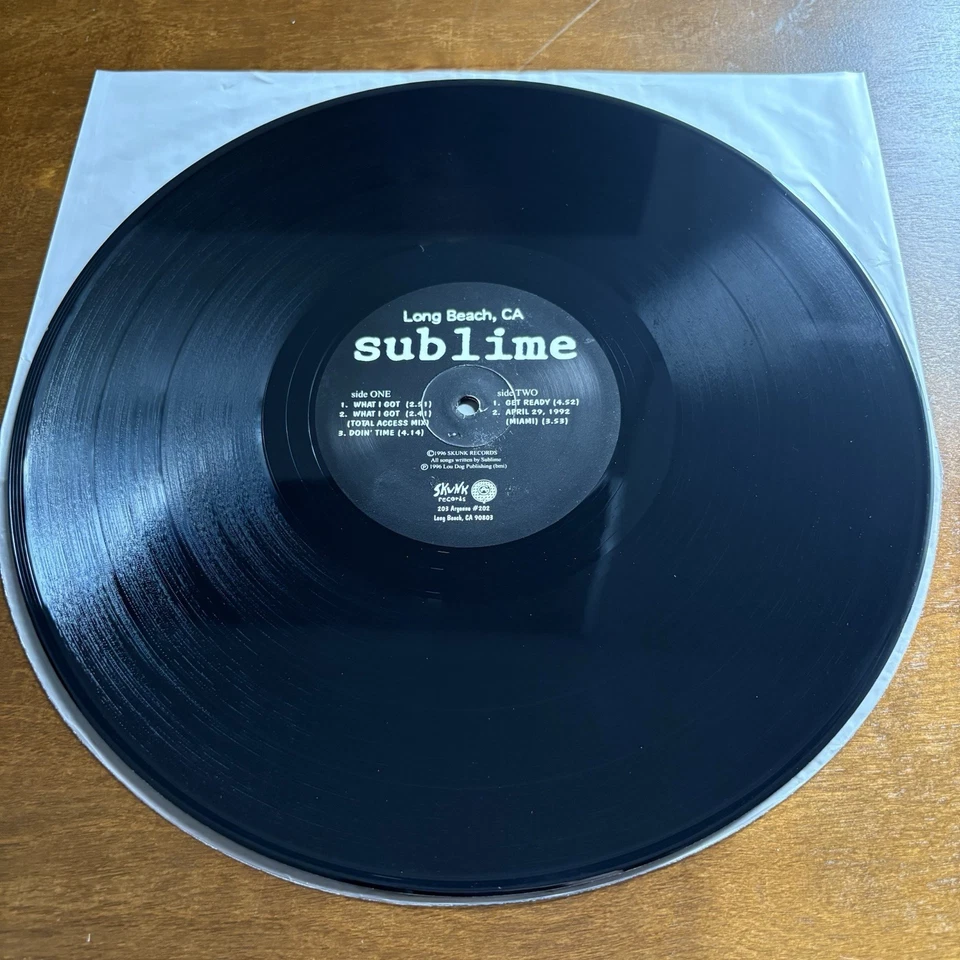 Long Beach, CA
sublime
side ONE
1. WHAT I GOT (2.51)
2. WHAT I GOT (2.41)
(TOTAL ACCESS MIX)
3. DOIN' TIME (4.14)
side TWO
1. GET READY (4.52)
2. APRIL 29, 1992
(MIAMI) (3.53)
©1996 SKUNK RECORDS
All songs written by Sublime
℗ 1996 Lou Dog Publishing (bmi)
SKUNK
records
203 Argonne #202
Long Beach, CA 90803